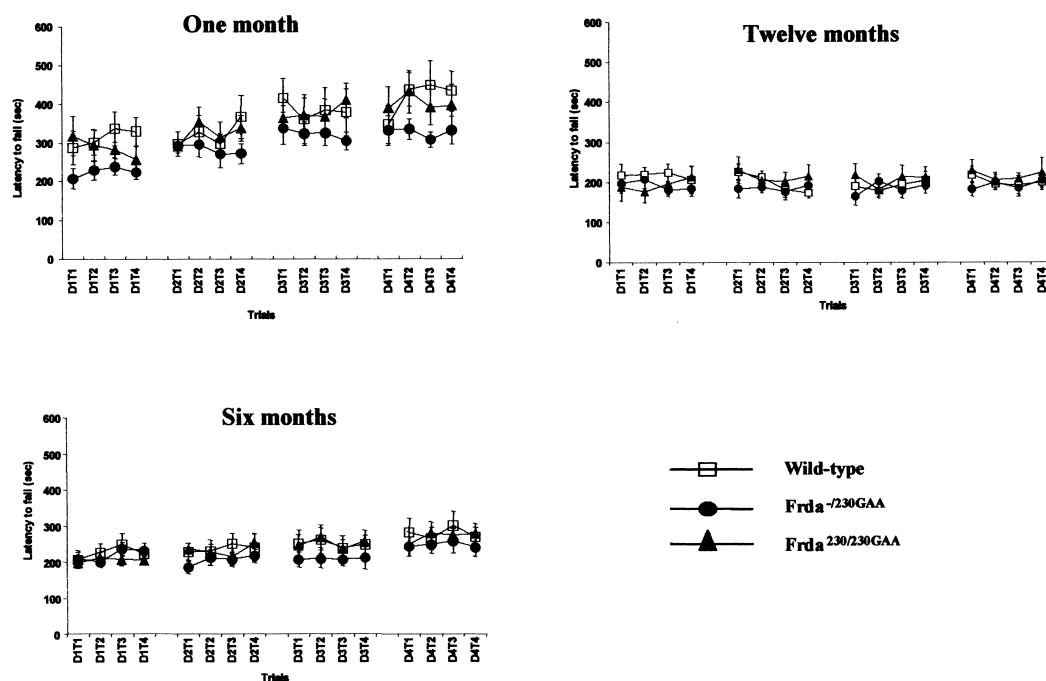 One month
600
500
400
300
200
100
0
Latency to fall (sec)
D1T1 D1T2 D1T3 D1T4 D2T1 D2T2 D2T3 D2T4 D3T1 D3T2 D3T3 D3T4 D4T1 D4T2 D4T3 D4T4
Trials
Twelve months
600
500
400
300
200
100
0
Latency to fall (sec)
D1T1 D1T2 D1T3 D1T4 D2T1 D2T2 D2T3 D2T4 D3T1 D3T2 D3T3 D3T4 D4T1 D4T2 D4T3 D4T4
Trials
Six months
600
500
400
300
200
100
0
Latency to fall (sec)
D1T1 D1T2 D1T3 D1T4 D2T1 D2T2 D2T3 D2T4 D3T1 D3T2 D3T3 D3T4 D4T1 D4T2 D4T3 D4T4
Trials
Wild-type
Frda-/230GAA
Frda230/230GAA